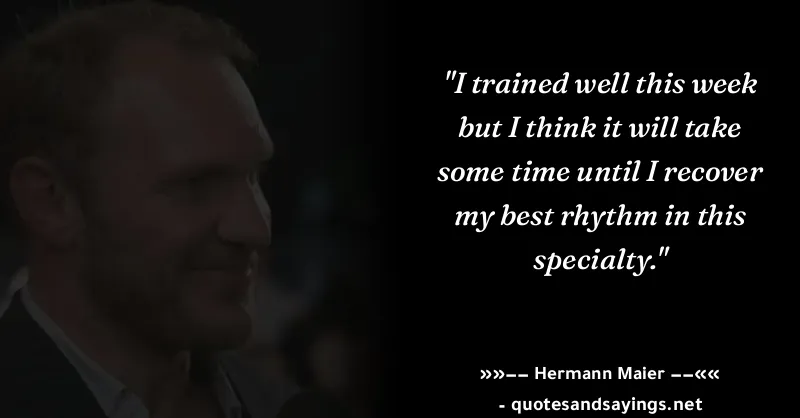 "I trained well this week
but I think it will take
some time until I recover
my best rhythm in this
specialty."
»»−− Hermann Maier −−««
- quotesandsayings.net